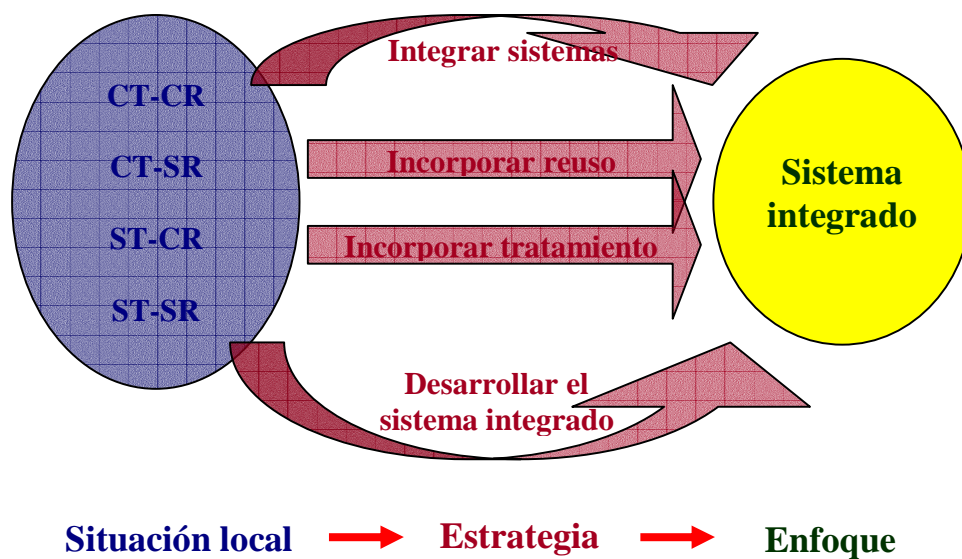 Integrar sistemas
CT-CR
CT-SR
Incorporar reuso
Sistema
integrado
ST-CR
Incorporar tratamiento
ST-SR
Desarrollar el
sistema integrado
Situación local
Estrategia
Enfoque